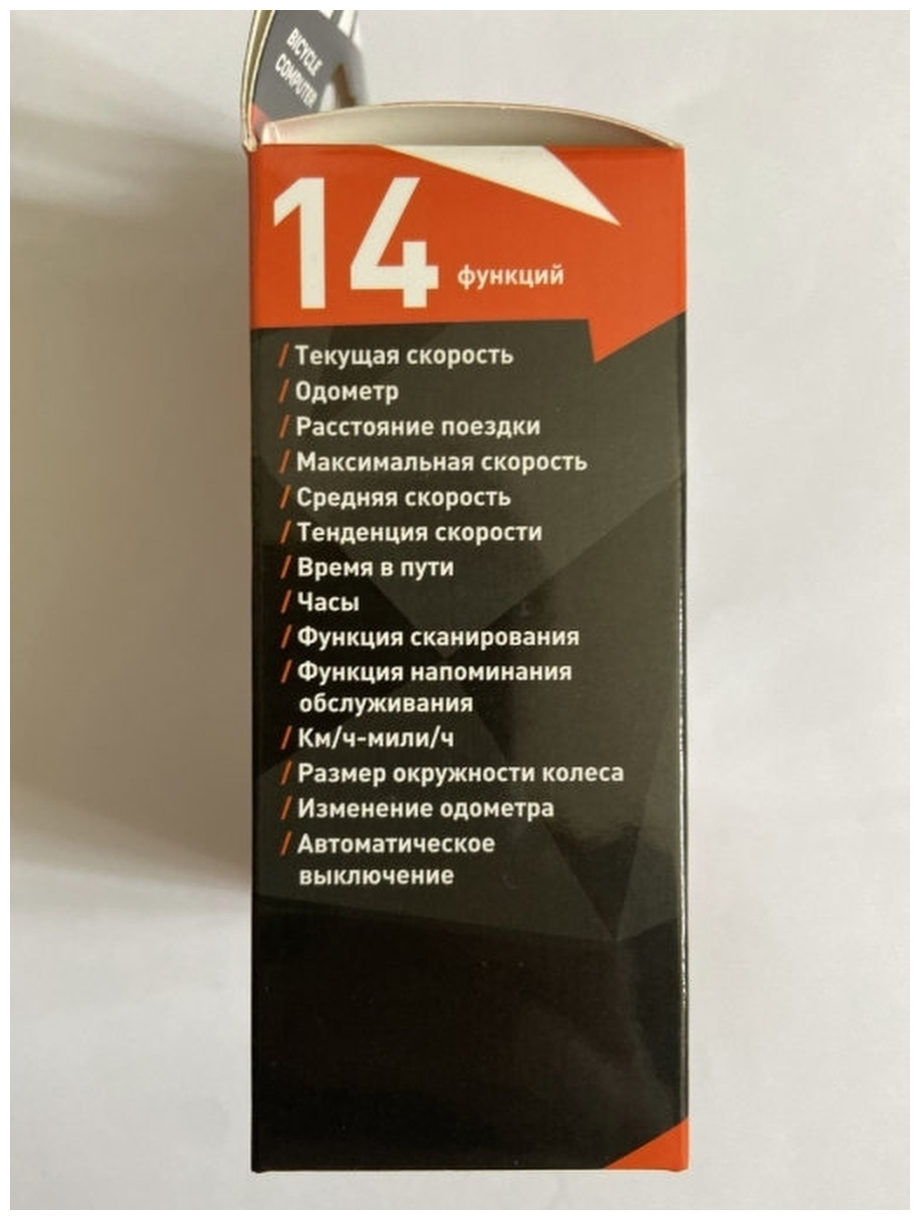 BICYCLE
COMPUTER
14 функций
/ Текущая скорость
/ Одометр
/ Расстояние поездки
/ Максимальная скорость
/ Средняя скорость
/ Тенденция скорости
/ Время в пути
/ Часы
/ Функция сканирования
/ Функция напоминания
обслуживания
/ Км/ч-мили/ч
/ Размер окружности колеса
/ Изменение одометра
/ Автоматическое
выключение